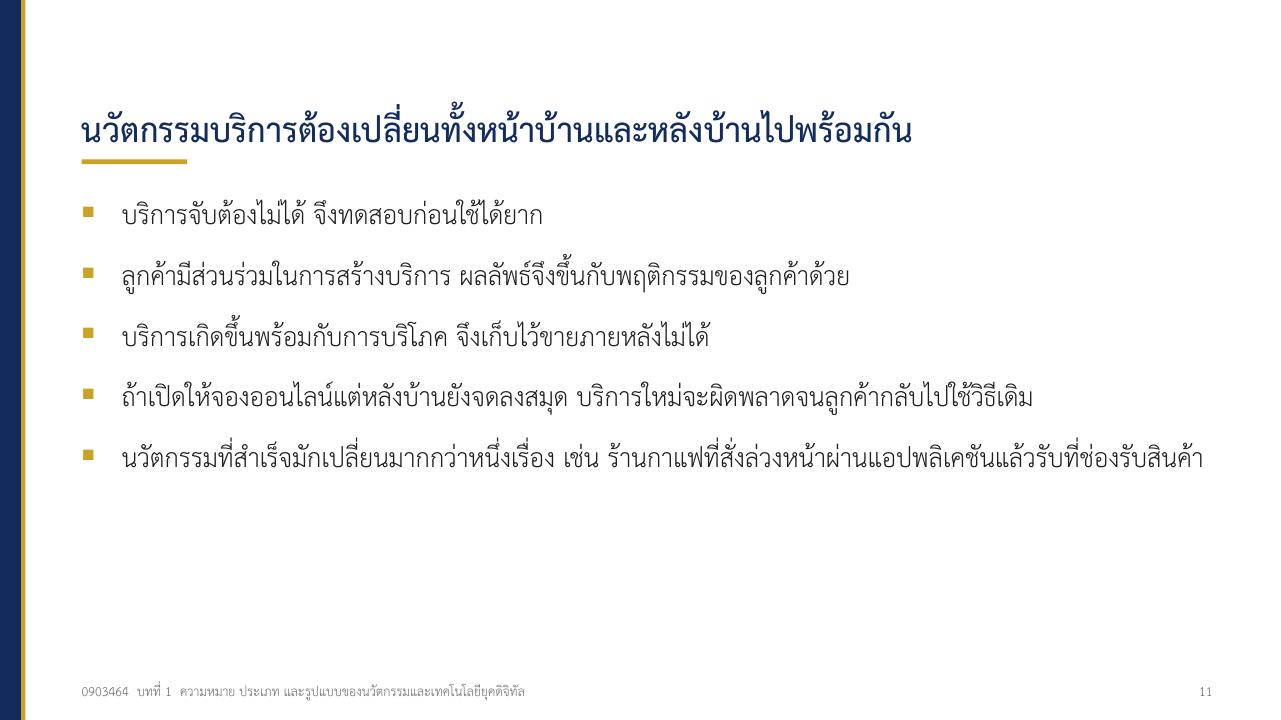 นวัตกรรมบริการต้องเปลี่ยนทั้งหน้าบ้านและหลังบ้านไปพร้อมกัน
▪ บริการจับต้องไม่ได้ จึงทดสอบก่อนใช้ได้ยาก
▪ ลูกค้ามีส่วนร่วมในการสร้างบริการ ผลลัพธ์จึงขึ้นกับพฤติกรรมของลูกค้าด้วย
▪ บริการเกิดขึ้นพร้อมกับการบริโภค จึงเก็บไว้ขายภายหลังไม่ได้
▪ ถ้าเปิดให้จองออนไลน์แต่หลังบ้านยังจดลงสมุด บริการใหม่จะผิดพลาดจนลูกค้ากลับไปใช้วิธีเดิม
▪ นวัตกรรมที่สำเร็จมักเปลี่ยนมากกว่าหนึ่งเรื่อง เช่น ร้านกาแฟที่สั่งล่วงหน้าผ่านแอปพลิเคชันแล้วรับที่ช่องรับสินค้า
0903464 บทที่ 1 ความหมาย ประเภท และรูปแบบของนวัตกรรมและเทคโนโลยียุคดิจิทัล
11